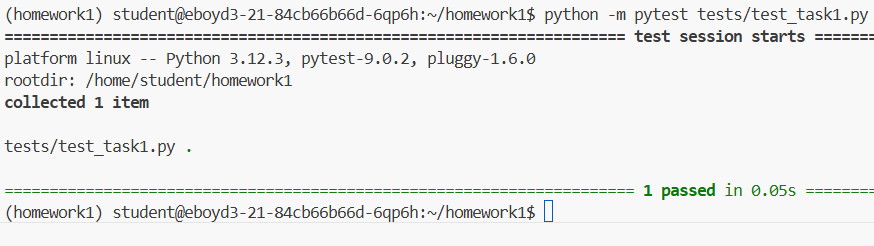 (homework1) student@eboyd3-21-84cb66b66d-6qp6h:~/homework1$ python -m pytest tests/test_task1.py
===================================================================== test session starts =======
platform linux -- Python 3.12.3, pytest-9.0.2, pluggy-1.6.0
rootdir: /home/student/homework1
collected 1 item

tests/test_task1.py .

====================================================================== 1 passed in 0.05s ========
(homework1) student@eboyd3-21-84cb66b66d-6qp6h:~/homework1$